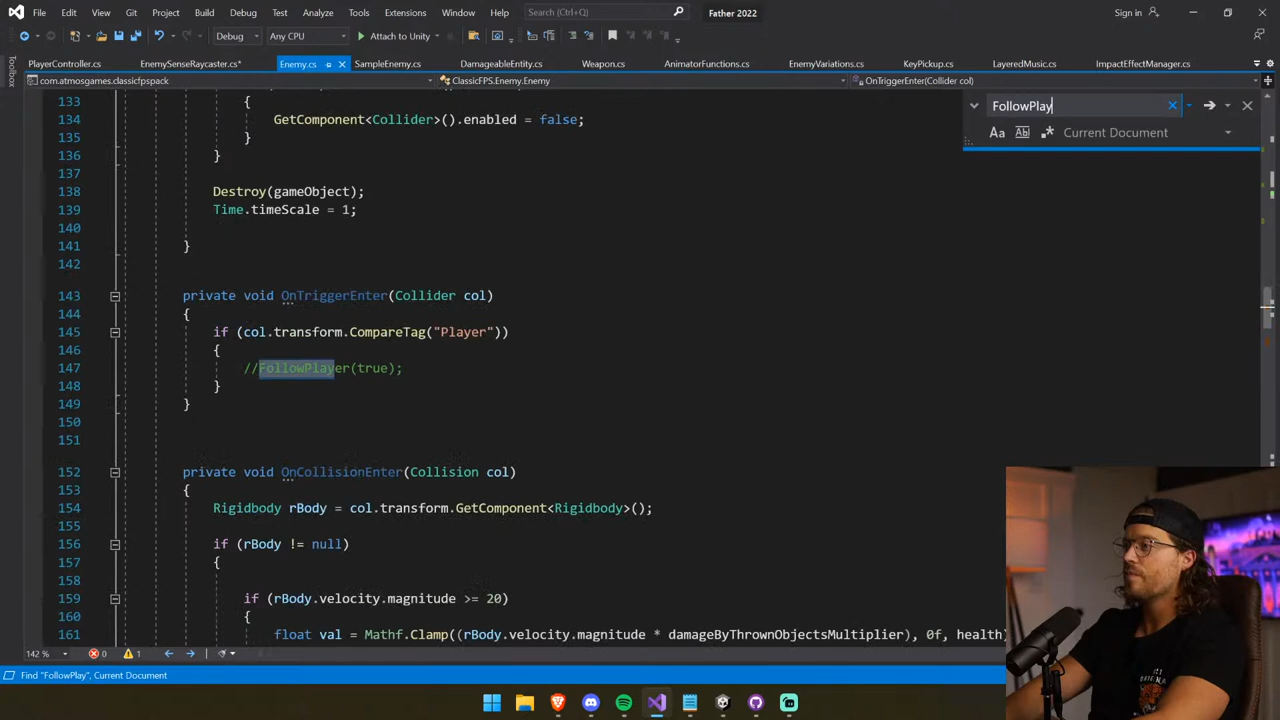 File Edit View Git Project Build Debug Test Analyze Tools Extensions Window Help Search (Ctrl+Q) Father 2022 Sign in
Debug Any CPU Attach to Unity
Toolbox
PlayerController.cs EnemySenseRaycaster.cs* Enemy.cs SampleEnemy.cs DamageableEntity.cs Weapon.cs AnimatorFunctions.cs EnemyVariations.cs KeyPickup.cs LayeredMusic.cs ImpactEffectManager.cs
com.atmosgames.classicfpspack ClassicFPS.Enemy.Enemy OnTriggerEnter(Collider col)
FollowPlay
Aa Ab Current Document
133 {
134 GetComponent<Collider>().enabled = false;
135 }
136 }
137
138 Destroy(gameObject);
139 Time.timeScale = 1;
140
141 }
142
143 private void OnTriggerEnter(Collider col)
144 {
145 if (col.transform.CompareTag("Player"))
146 {
147 //FollowPlayer(true);
148 }
149 }
150
151
152 private void OnCollisionEnter(Collision col)
153 {
154 Rigidbody rBody = col.transform.GetComponent<Rigidbody>();
155
156 if (rBody != null)
157 {
158
159 if (rBody.velocity.magnitude >= 20)
160 {
161 float val = Mathf.Clamp((rBody.velocity.magnitude * damageByThrownObjectsMultiplier), 0f, health)
142 % 0 1
Find "FollowPlay", Current Document